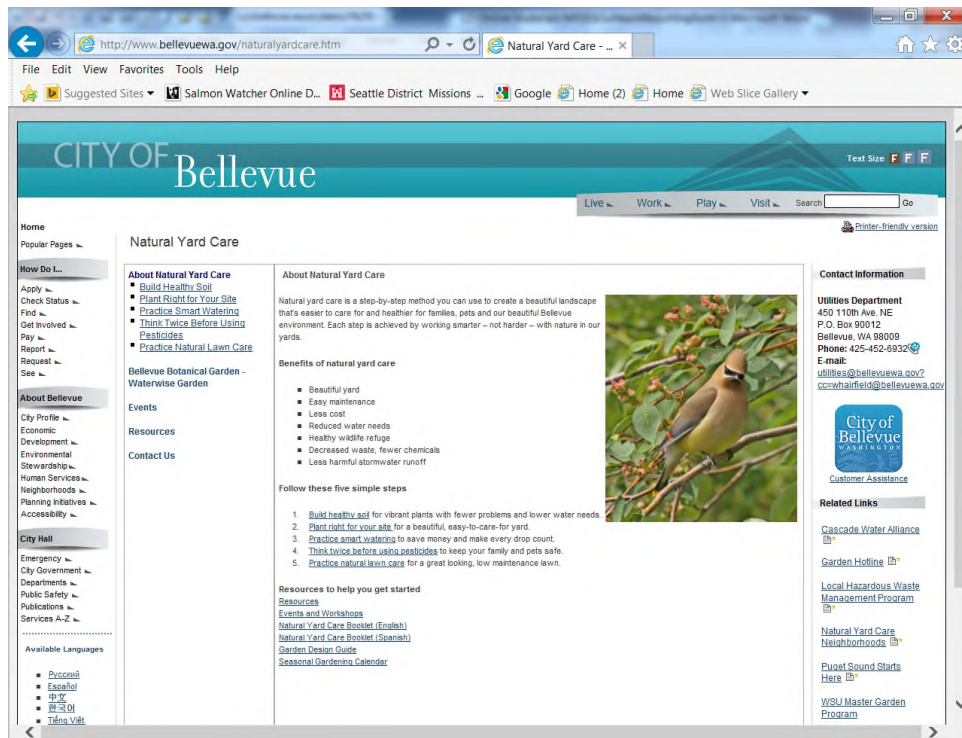 http://www.bellevuewa.gov/naturalyardcare.htm
Natural Yard Care - ...
File Edit View Favorites Tools Help
Suggested Sites
Salmon Watcher Online D...
Seattle District Missions ...
Google
Home (2)
Home
Web Slice Gallery
CITY OF Bellevue
Text Size F F F
Live Work Play Visit Search Go
Printer-friendly version
Home
Popular Pages
How Do I...
Apply
Check Status
Find
Get Involved
Pay
Report
Request
See
About Bellevue
City Profile
Economic
Development
Environmental
Stewardship
Human Services
Neighborhoods
Planning Initiatives
Accessibility
City Hall
Emergency
City Government
Departments
Public Safety
Publications
Services A-Z
Available Languages
Русский
Español
中文
한국어
Tiếng Việt
Natural Yard Care
About Natural Yard Care
Build Healthy Soil
Plant Right for Your Site
Practice Smart Watering
Think Twice Before Using
Pesticides
Practice Natural Lawn Care
Bellevue Botanical Garden -
Waterwise Garden
Events
Resources
Contact Us
About Natural Yard Care
Natural yard care is a step-by-step method you can use to create a beautiful landscape
that's easier to care for and healthier for families, pets and our beautiful Bellevue
environment. Each step is achieved by working smarter – not harder – with nature in our
yards.
Benefits of natural yard care
Beautiful yard
Easy maintenance
Less cost
Reduced water needs
Healthy wildlife refuge
Decreased waste, fewer chemicals
Less harmful stormwater runoff
Follow these five simple steps
1. Build healthy soil for vibrant plants with fewer problems and lower water needs.
2. Plant right for your site for a beautiful, easy-to-care-for yard.
3. Practice smart watering to save money and make every drop count.
4. Think twice before using pesticides to keep your family and pets safe.
5. Practice natural lawn care for a great looking, low maintenance lawn.
Resources to help you get started
Resources
Events and Workshops
Natural Yard Care Booklet (English)
Natural Yard Care Booklet (Spanish)
Garden Design Guide
Seasonal Gardening Calendar
Contact Information
Utilities Department
450 110th Ave. NE
P.O. Box 90012
Bellevue, WA 98009
Phone: 425-452-6932
E-mail:
utilities@bellevuewa.gov?
cc=whairfield@bellevuewa.gov
City of
Bellevue
WASHINGTON
Customer Assistance
Related Links
Cascade Water Alliance
Garden Hotline
Local Hazardous Waste
Management Program
Natural Yard Care
Neighborhoods
Puget Sound Starts
Here
WSU Master Garden
Program